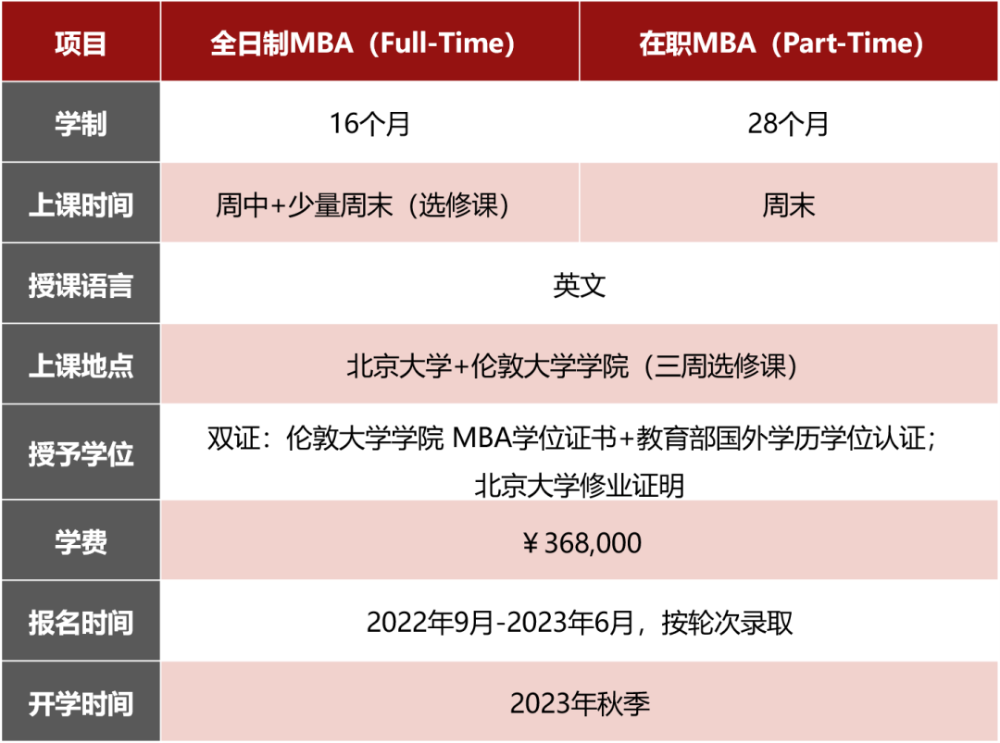 项目 全日制MBA（Full-Time） 在职MBA（Part-Time）
学制 16个月 28个月
上课时间 周中+少量周末（选修课） 周末
授课语言 英文
上课地点 北京大学+伦敦大学学院（三周选修课）
授予学位 双证：伦敦大学学院 MBA学位证书+教育部国外学历学位认证；
北京大学修业证明
学费 ￥368,000
报名时间 2022年9月-2023年6月，按轮次录取
开学时间 2023年秋季